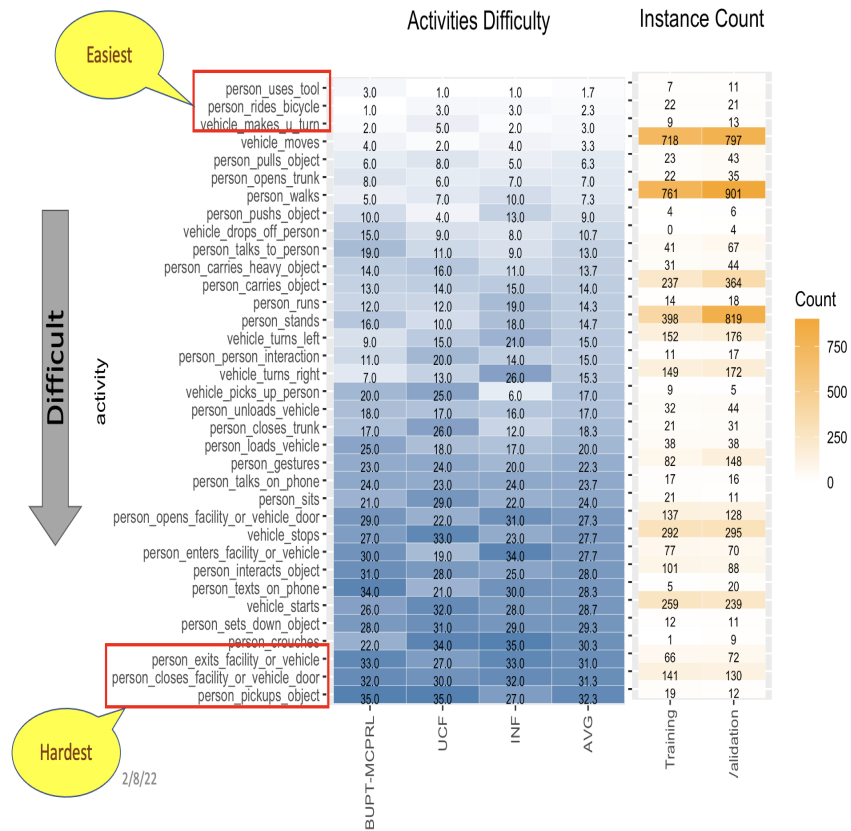 Activities Difficulty Instance Count
Easiest
person_uses_tool 3.0 1.0 1.0 1.7 7 11
person_rides_bicycle 1.0 3.0 3.0 2.3 22 21
vehicle_makes_u_turn 2.0 5.0 2.0 3.0 9 13
vehicle_moves 4.0 2.0 4.0 3.3 718 797
person_pulls_object 6.0 8.0 5.0 6.3 23 43
person_opens_trunk 8.0 6.0 7.0 7.0 22 35
person_walks 5.0 7.0 10.0 7.3 761 901
person_pushs_object 10.0 4.0 13.0 9.0 4 6
vehicle_drops_off_person 15.0 9.0 8.0 10.7 0 4
person_talks_to_person 19.0 11.0 9.0 13.0 41 67
person_carries_heavy_object 14.0 16.0 11.0 13.7 31 44
person_carries_object 13.0 14.0 15.0 14.0 237 364
person_runs 12.0 12.0 19.0 14.3 14 18
person_stands 16.0 10.0 18.0 14.7 398 819
vehicle_turns_left 9.0 15.0 21.0 15.0 152 176
person_person_interaction 11.0 20.0 14.0 15.0 11 17
vehicle_turns_right 7.0 13.0 26.0 15.3 149 172
vehicle_picks_up_person 20.0 25.0 6.0 17.0 9 5
person_unloads_vehicle 18.0 17.0 16.0 17.0 32 44
person_closes_trunk 17.0 26.0 12.0 18.3 21 31
person_loads_vehicle 25.0 18.0 17.0 20.0 38 38
person_gestures 23.0 24.0 20.0 22.3 82 148
person_talks_on_phone 24.0 23.0 24.0 23.7 17 16
person_sits 21.0 29.0 22.0 24.0 21 11
person_opens_facility_or_vehicle_door 29.0 22.0 31.0 27.3 137 128
vehicle_stops 27.0 33.0 23.0 27.7 292 295
person_enters_facility_or_vehicle 30.0 19.0 34.0 27.7 77 70
person_interacts_object 31.0 28.0 25.0 28.0 101 88
person_texts_on_phone 34.0 21.0 30.0 28.3 5 20
vehicle_starts 26.0 32.0 28.0 28.7 259 239
person_sets_down_object 28.0 31.0 29.0 29.3 12 11
person_crouches 22.0 34.0 35.0 30.3 1 9
person_exits_facility_or_vehicle 33.0 27.0 33.0 31.0 66 72
person_closes_facility_or_vehicle_door 32.0 30.0 32.0 31.3 141 130
person_pickups_object 35.0 35.0 27.0 32.3 19 12
Difficult
activity
Count
750
500
250
0
BUPT-MCPRL UCF INF AVG Training /alidation
Hardest
2/8/22